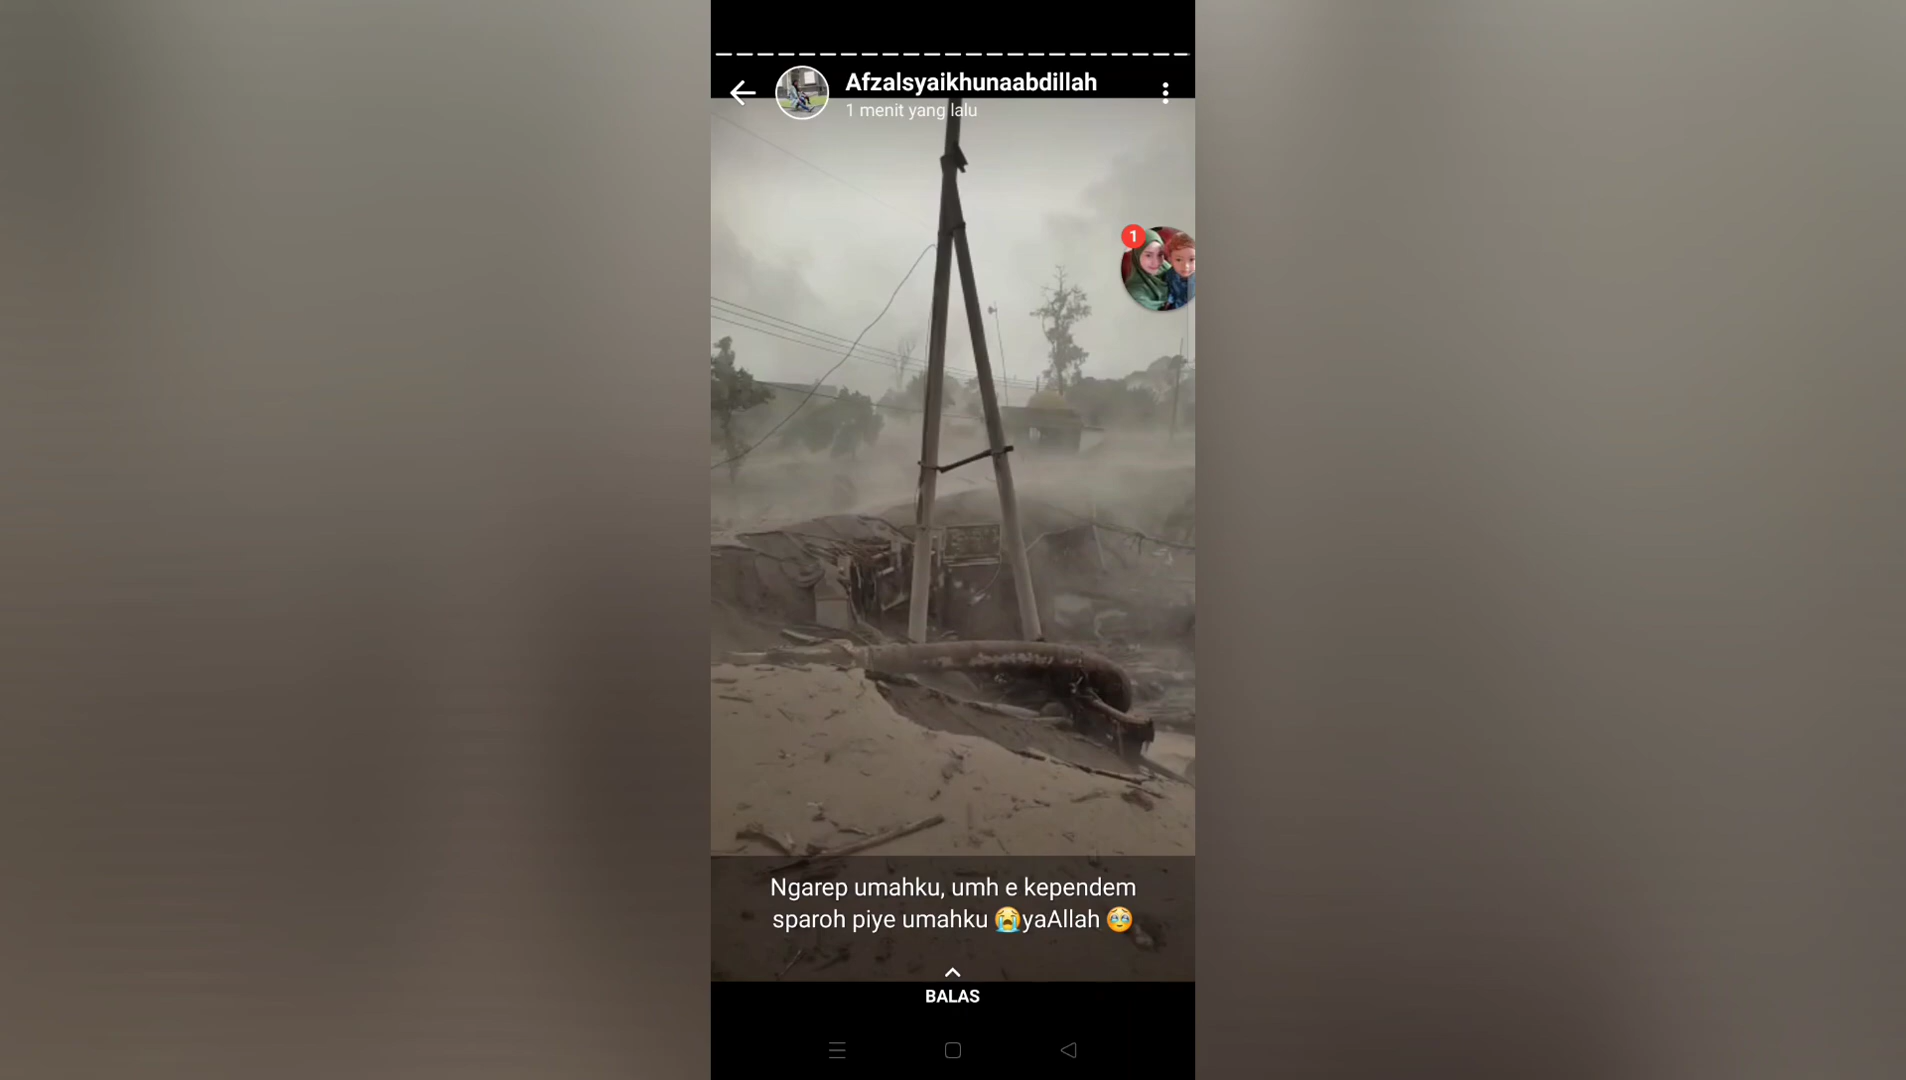 Afzalsyaikhunaabdillah
1 menit yang lalu
1
Ngarep umahku, umh e kependem
sparoh piye umahku 😭yaAllah 🥹
BALAS